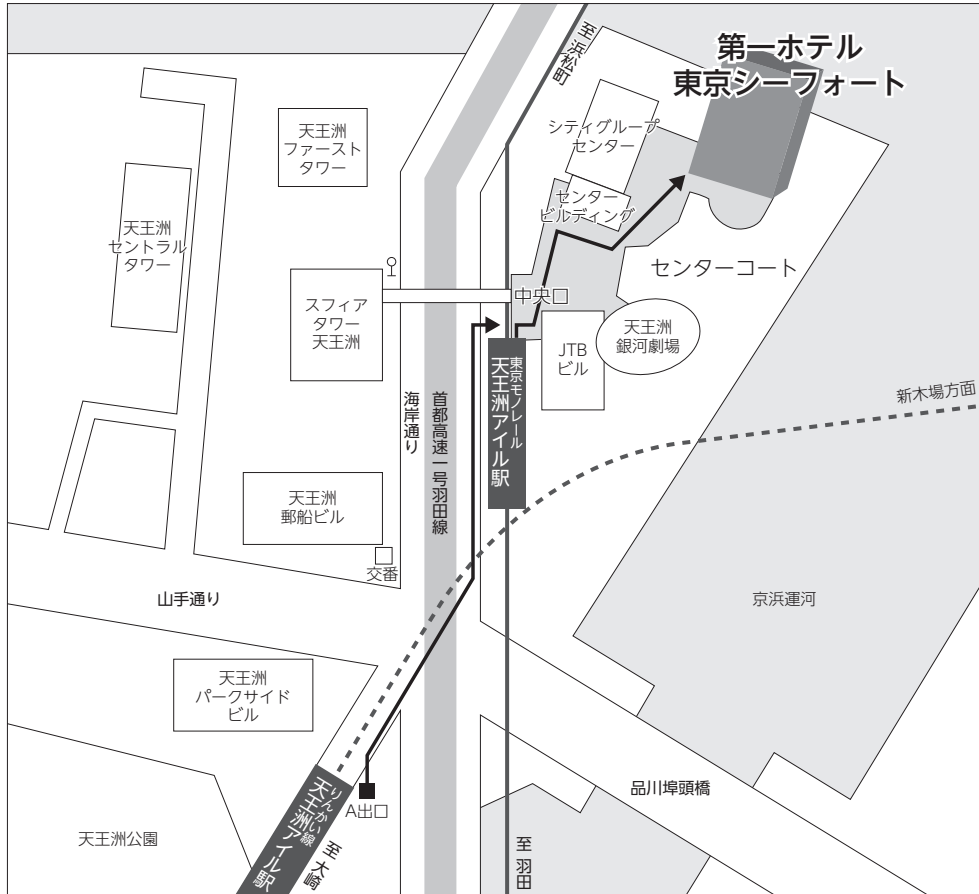 第一ホテル
東京シーフォート
至 浜松町
シティグループ
センター
天王洲
ファースト
タワー
天王洲
セントラル
タワー
センター
ビルディング
センターコート
中央口
スフィア
タワー
天王洲
天王洲
銀河劇場
JTB
ビル
東京モノレール
天王洲アイル駅
新木場方面
海岸通り
首都高速一号羽田線
天王洲
郵船ビル
交番
山手通り
京浜運河
天王洲
パークサイド
ビル
品川埠頭橋
A出口
りんかい線
天王洲アイル駅
至 大崎
至 羽田
天王洲公園